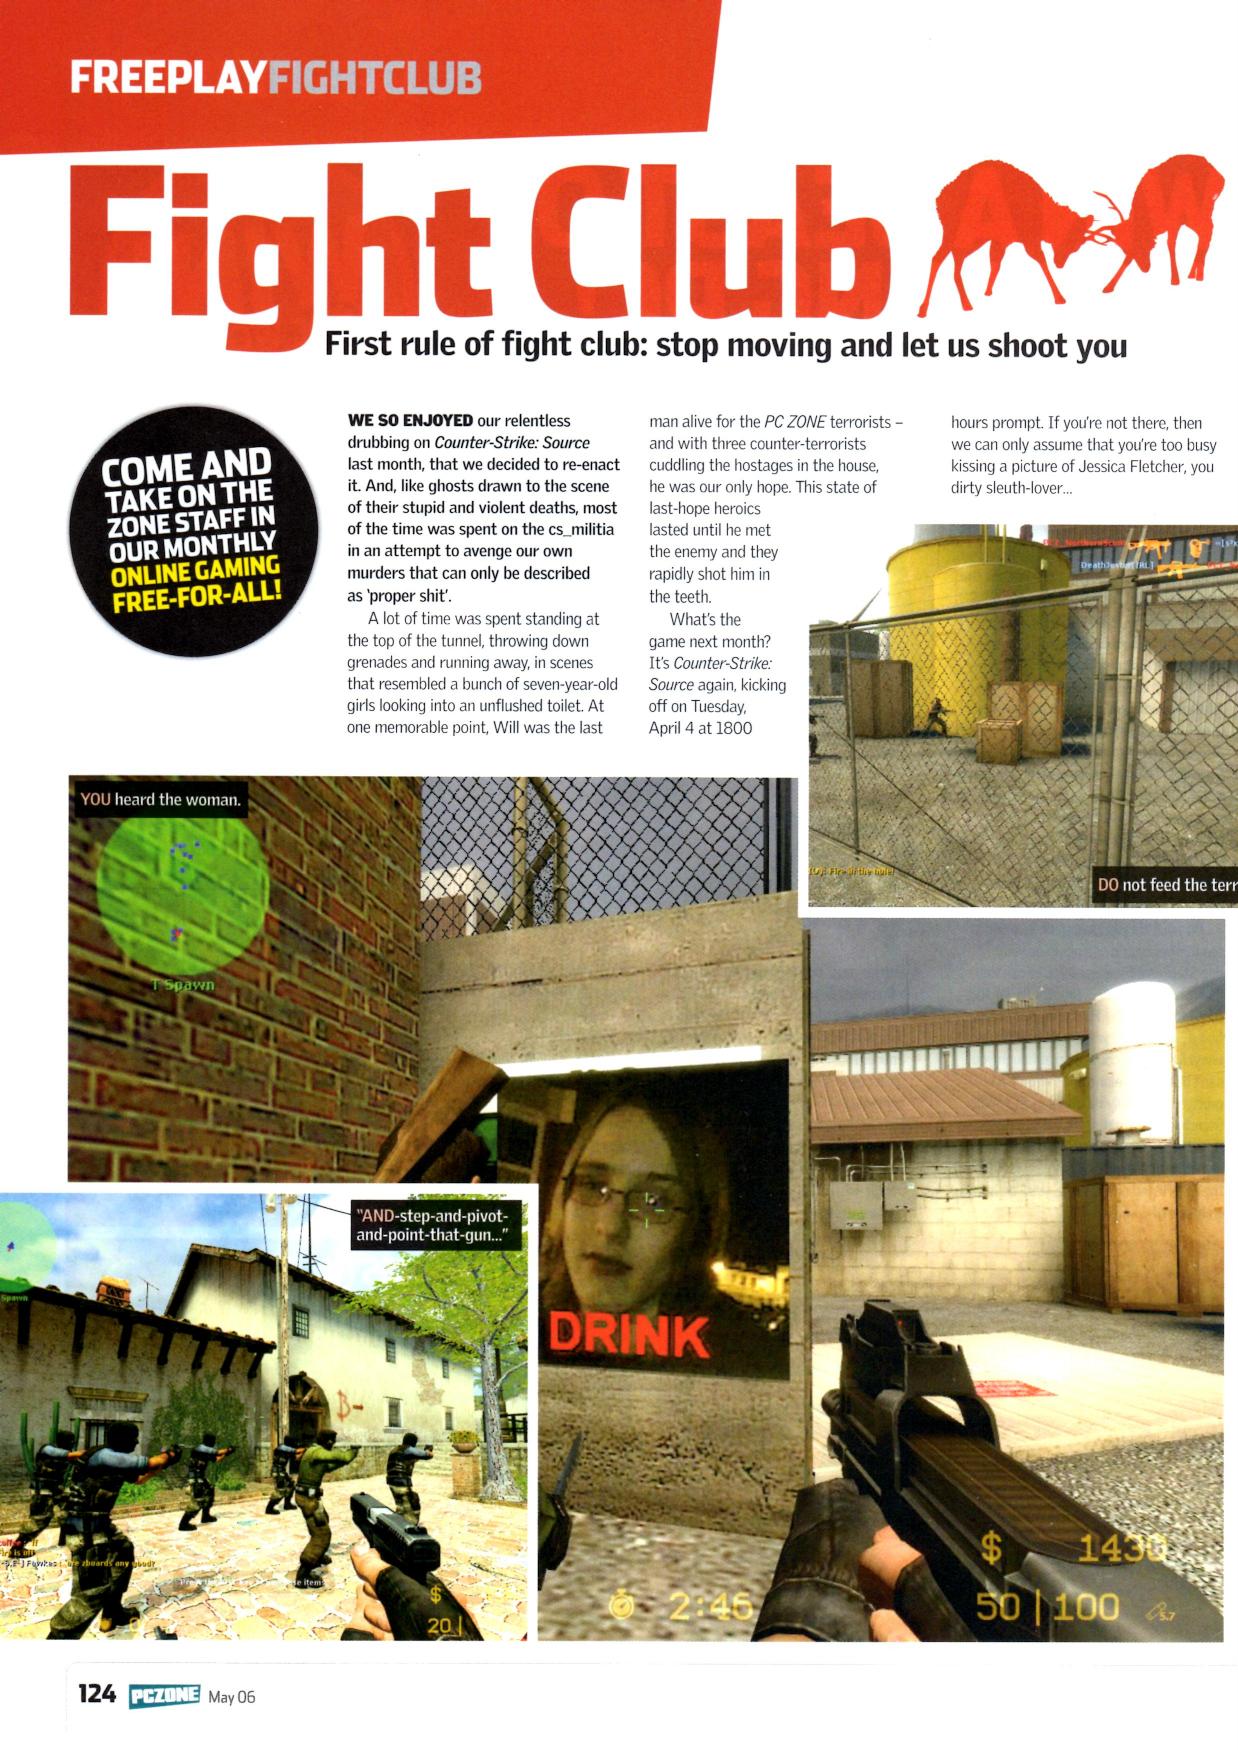 FREEPLAYFIGHTCLUB
Fight Club
First rule of fight club: stop moving and let us shoot you
COME AND
TAKE ON THE
ZONE STAFF IN
OUR MONTHLY
ONLINE GAMING
FREE-FOR-ALL!
WE SO ENJOYED our relentless
drubbing on Counter-Strike: Source
last month, that we decided to re-enact
it. And, like ghosts drawn to the scene
of their stupid and violent deaths, most
of the time was spent on the cs_militia
in an attempt to avenge our own
murders that can only be described
as ‘proper shit’.
A lot of time was spent standing at
the top of the tunnel, throwing down
grenades and running away, in scenes
that resembled a bunch of seven-year-old
girls looking into an unflushed toilet. At
one memorable point, Will was the last
man alive for the PC ZONE terrorists –
and with three counter-terrorists
cuddling the hostages in the house,
he was our only hope. This state of
last-hope heroics
lasted until he met
the enemy and they
rapidly shot him in
the teeth.
What's the
game next month?
It's Counter-Strike:
Source again, kicking
off on Tuesday,
April 4 at 1800
hours prompt. If you're not there, then
we can only assume that you're too busy
kissing a picture of Jessica Fletcher, you
dirty sleuth-lover...
DO not feed the terr
YOU heard the woman.
T Spawn
DRINK
$ 1430
2:46
50 | 100
5.7
"AND-step-and-pivot-
and-point-that-gun..."
Spawn
$
20 |
124 PCZONE May 06